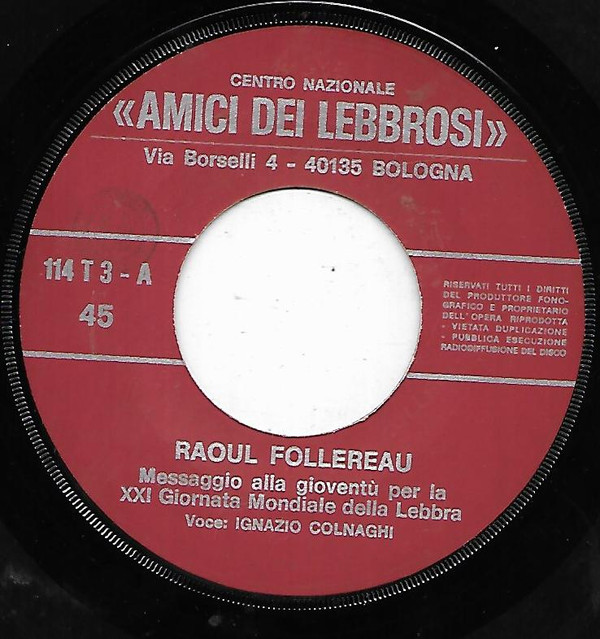 CENTRO NAZIONALE
«AMICI DEI LEBBROSI»
Via Borselli 4 - 40135 BOLOGNA
114 T 3 - A
45
RISERVATI TUTTI I DIRITTI
DEL PRODUTTORE FONO-
GRAFICO E PROPRIETARIO
DELL'OPERA RIPRODOTTA
- VIETATA DUPLICAZIONE -
- PUBBLICA ESECUZIONE
RADIODIFFUSIONE DEL DISCO
RAOUL FOLLEREAU
Messaggio alla gioventù per la
XXI Giornata Mondiale della Lebbra
Voce: IGNAZIO COLNAGHI